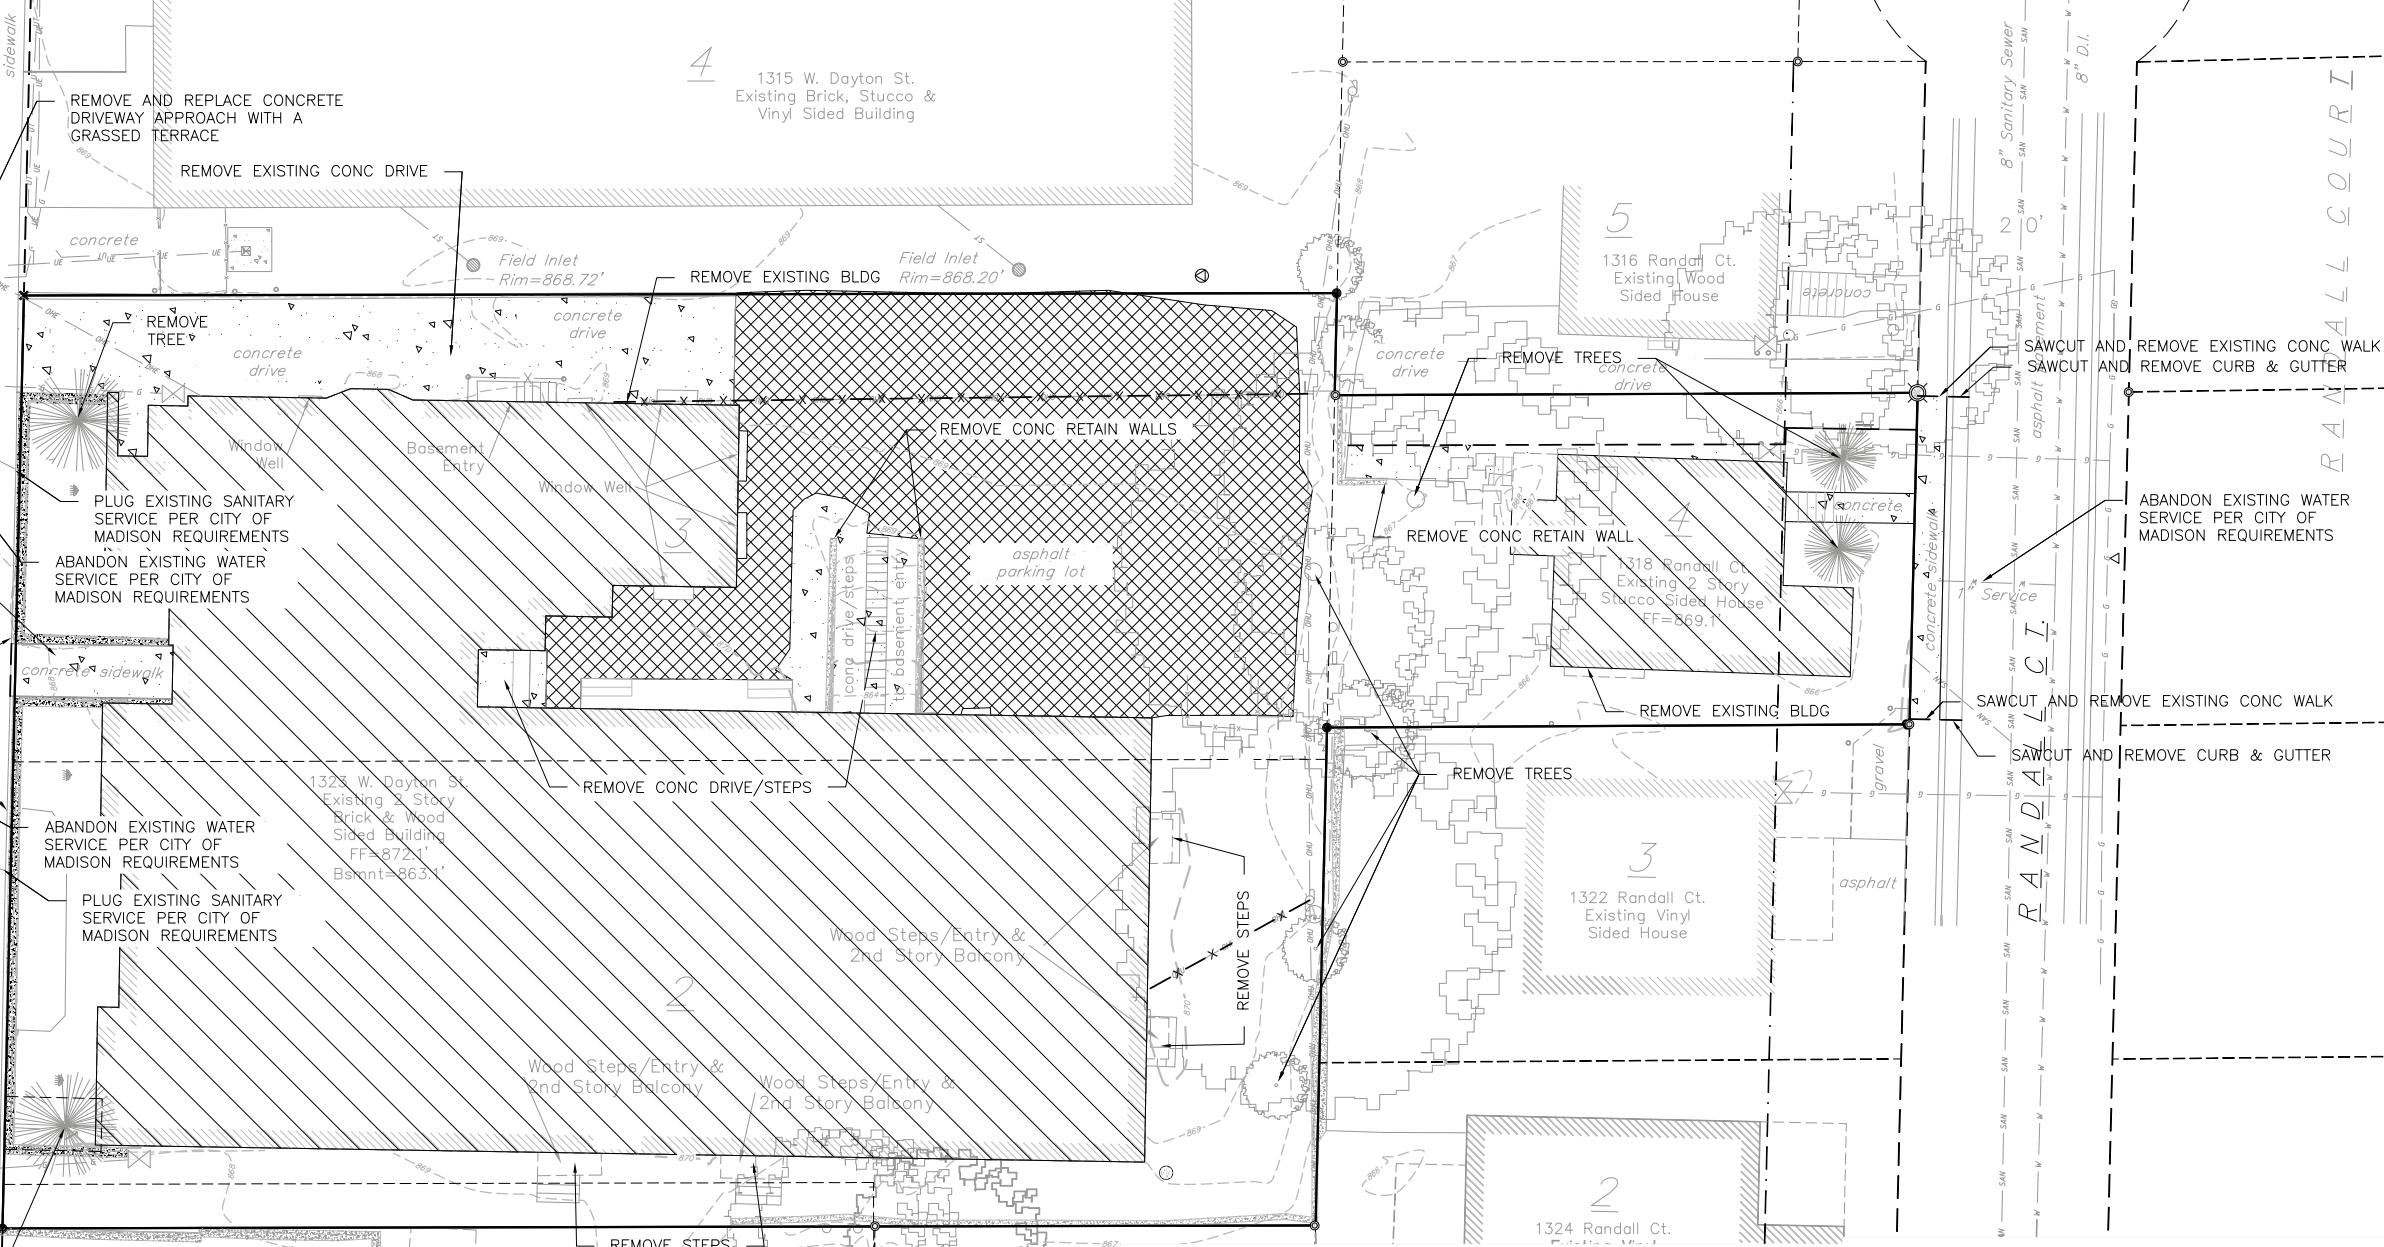 sidewalk
4
1315 W. Dayton St.
Existing Brick, Stucco &
Vinyl Sided Building
REMOVE AND REPLACE CONCRETE
DRIVEWAY APPROACH WITH A
GRASSED TERRACE
REMOVE EXISTING CONC DRIVE
concrete
Field Inlet
Rim=868.72'
Field Inlet
Rim=868.20'
REMOVE EXISTING BLDG
REMOVE
TREE
concrete
drive
concrete
drive
Window
Well
Basement
Entry
Window Well
3
REMOVE CONC RETAIN WALLS
asphalt
parking lot
conc drive/steps
to basement entry
PLUG EXISTING SANITARY
SERVICE PER CITY OF
MADISON REQUIREMENTS
ABANDON EXISTING WATER
SERVICE PER CITY OF
MADISON REQUIREMENTS
concrete sidewalk
REMOVE CONC DRIVE/STEPS
1323 W. Dayton St.
Existing 2 Story
Brick & Wood
Sided Building
FF=872.1'
Bsmnt=863.1'
ABANDON EXISTING WATER
SERVICE PER CITY OF
MADISON REQUIREMENTS
PLUG EXISTING SANITARY
SERVICE PER CITY OF
MADISON REQUIREMENTS
2
Wood Steps/Entry &
2nd Story Balcony
Wood Steps/Entry &
2nd Story Balcony
Wood Steps/Entry &
2nd Story Balcony
REMOVE STEPS
REMOVE STEPS
5
1316 Randall Ct.
Existing Wood
Sided House
concrete
concrete
drive
REMOVE TREES
concrete
drive
REMOVE CONC RETAIN WALL
4
1318 Randall Ct.
Existing 2 Story
Stucco Sided House
FF=869.1'
concrete
concrete sidewalk
REMOVE EXISTING BLDG
REMOVE TREES
3
1322 Randall Ct.
Existing Vinyl
Sided House
gravel
asphalt
2
1324 Randall Ct.
Existing Vinyl
8" Sanitary Sewer
8" D.I.
20'
asphalt pavement
RANDALL COURT
SAWCUT AND REMOVE EXISTING CONC WALK
SAWCUT AND REMOVE CURB & GUTTER
ABANDON EXISTING WATER
SERVICE PER CITY OF
MADISON REQUIREMENTS
1" Service
RANDALL CT.
SAWCUT AND REMOVE EXISTING CONC WALK
SAWCUT AND REMOVE CURB & GUTTER